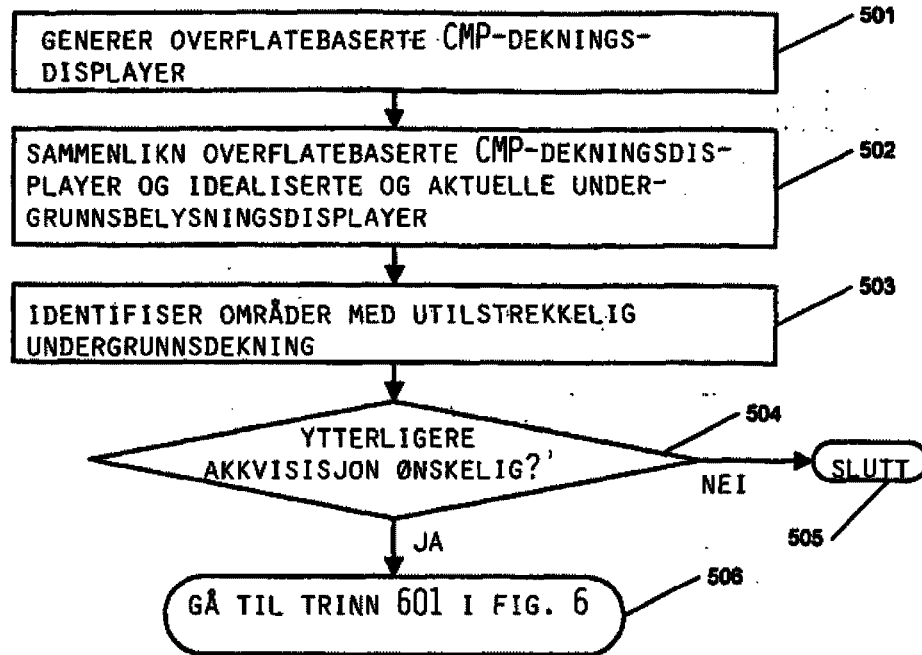 501
GENERER OVERFLATEBASERTE CMP-DEKNINGS-
DISPLAYER
502
SAMMENLIKN OVERFLATEBASERTE CMP-DEKNINGSDIS-
PLAYER OG IDEALISERTE OG AKTUELLE UNDER-
GRUNNSBELYSNINGSDISPLAYER
503
IDENTIFISER OMRÅDER MED UTILSTREKKELIG
UNDERGRUNNSDEKNING
504
YTTERLIGERE
AKKVISISJON ØNSKELIG?'
NEI
SLUTT
505
JA
506
GÅ TIL TRINN 601 I FIG. 6